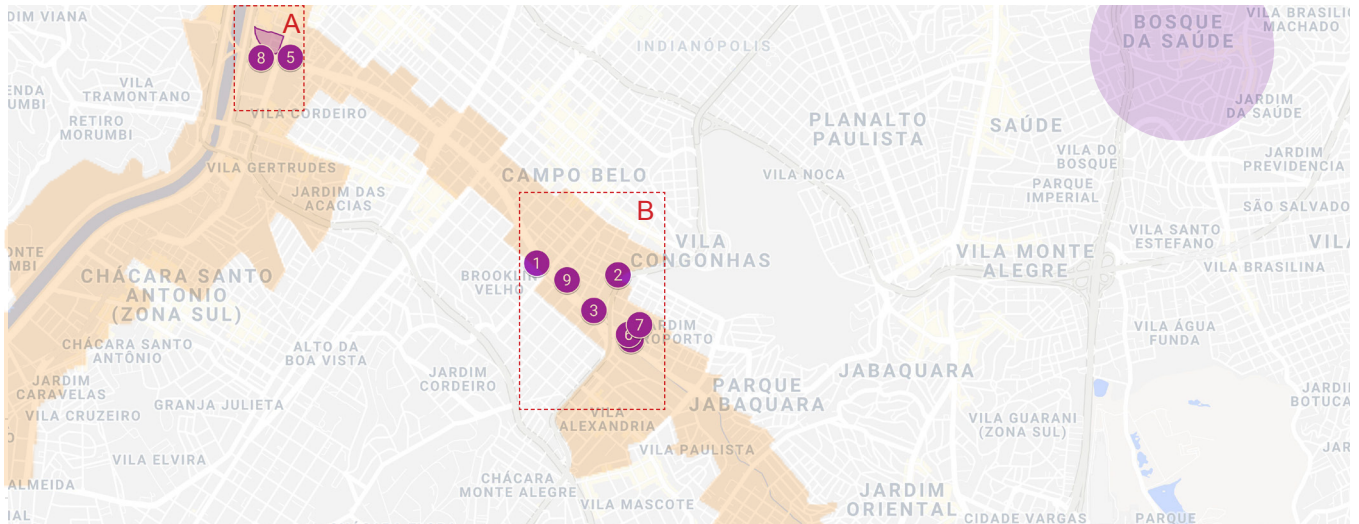 DIM VIANA
A
8
5
INDIANÓPOLIS
BOSQUE
DA SAÚDE
VILA BRASILIO
MACHADO
ENDA
UMBI
VILA
TRAMONTANO
RETIRO
MORUMBI
VILA CORDEIRO
PLANALTO
PAULISTA
SAÚDE
JARDIM
DA SAÚDE
VILA DO
BOSQUE
JARDIM
PREVIDENCIA
VILA GERTRUDES
JARDIM DAS
ACACIAS
CAMPO BELO
VILA NOCA
PARQUE
IMPERIAL
SÃO SALVADO
B
VILA
CONGONHAS
VILA SANTO
ESTEFANO
VILA
ONTE
MBI
CHÁCARA SANTO
ANTONIO
(ZONA SUL)
BROOKLIN
VELHO
1
9
2
3
7
6
VILA MONTE
ALEGRE
VILA BRASILINA
JARDIM
ROPORTO
VILA ÁGUA
FUNDA
CHÁCARA SANTO
ANTÔNIO
ALTO DA
BOA VISTA
JARDIM
CORDEIRO
JARDIM
CARAVELAS
PARQUE
JABAQUARA
JABAQUARA
JARDI
BOTUCA
VILA CRUZEIRO
GRANJA JULIETA
VILA
ALEXANDRIA
VILA GUARANI
(ZONA SUL)
JAR
VILA ELVIRA
VILA PAULISTA
ALMEIDA
CHÁCARA
MONTE ALEGRE
VILA MASCOTE
JARDIM
ORIENTAL
CIDADE VARGAS
PARQUE
IAL